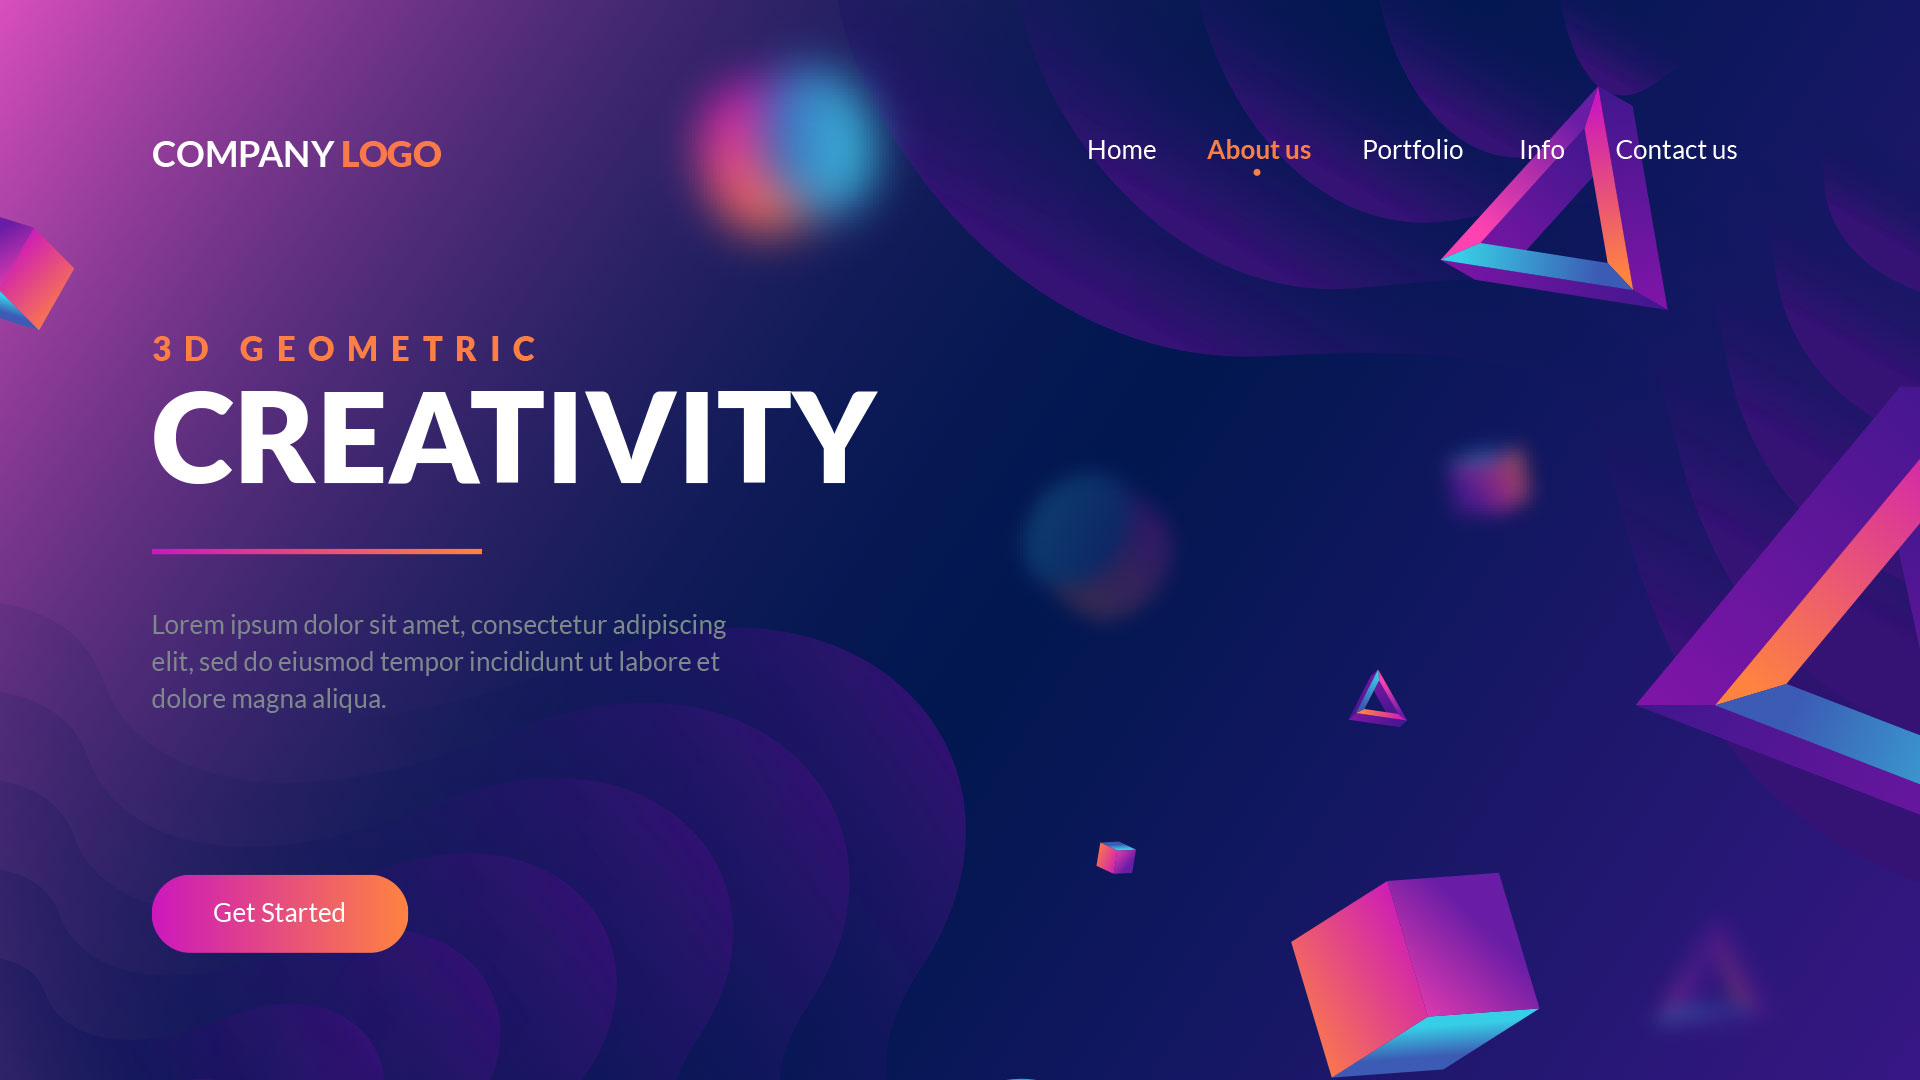 COMPANY LOGO
Home About us Portfolio Info Contact us
3D GEOMETRIC
CREATIVITY
Lorem ipsum dolor sit amet, consectetur adipiscing
elit, sed do eiusmod tempor incididunt ut labore et
dolore magna aliqua.
Get Started